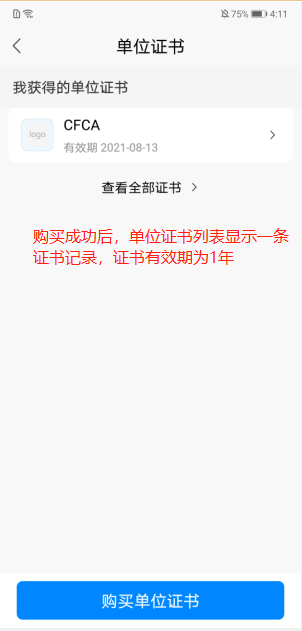 75% 4:11
单位证书
我获得的单位证书
CFCA
logo
有效期 2021-08-13
查看全部证书
购买成功后，单位证书列表显示一条
证书记录，证书有效期为1年
购买单位证书